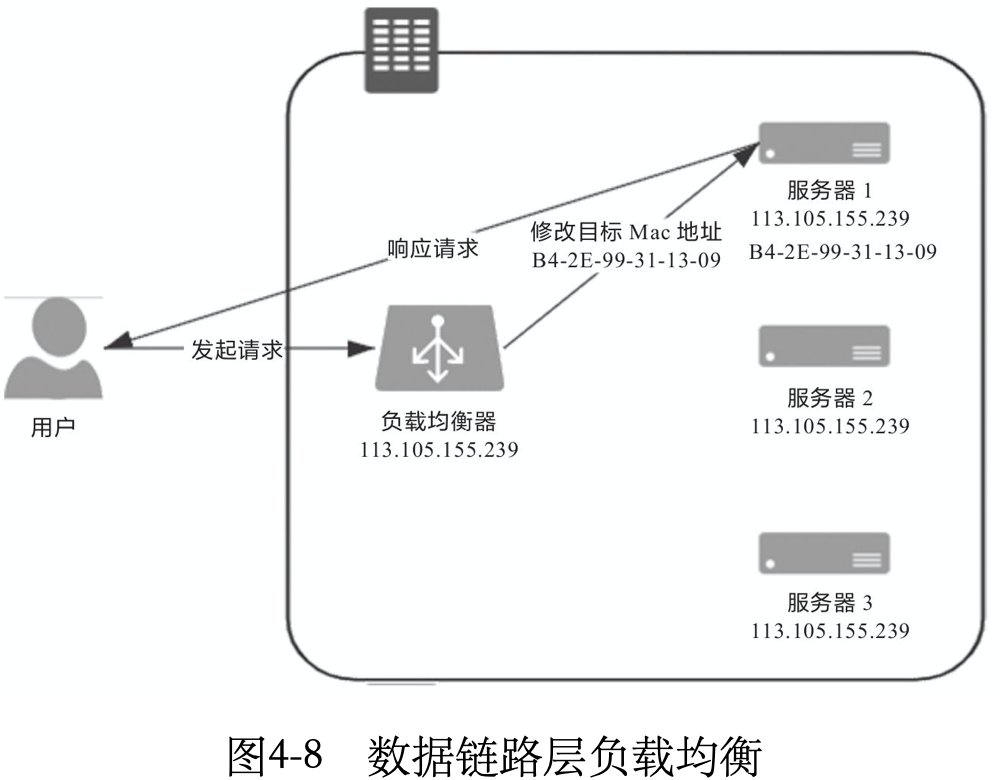 服务器 1
113.105.155.239
B4-2E-99-31-13-09
响应请求
修改目标 Mac 地址
B4-2E-99-31-13-09
发起请求
用户
负载均衡器
113.105.155.239
服务器 2
113.105.155.239
服务器 3
113.105.155.239
图4-8 数据链路层负载均衡